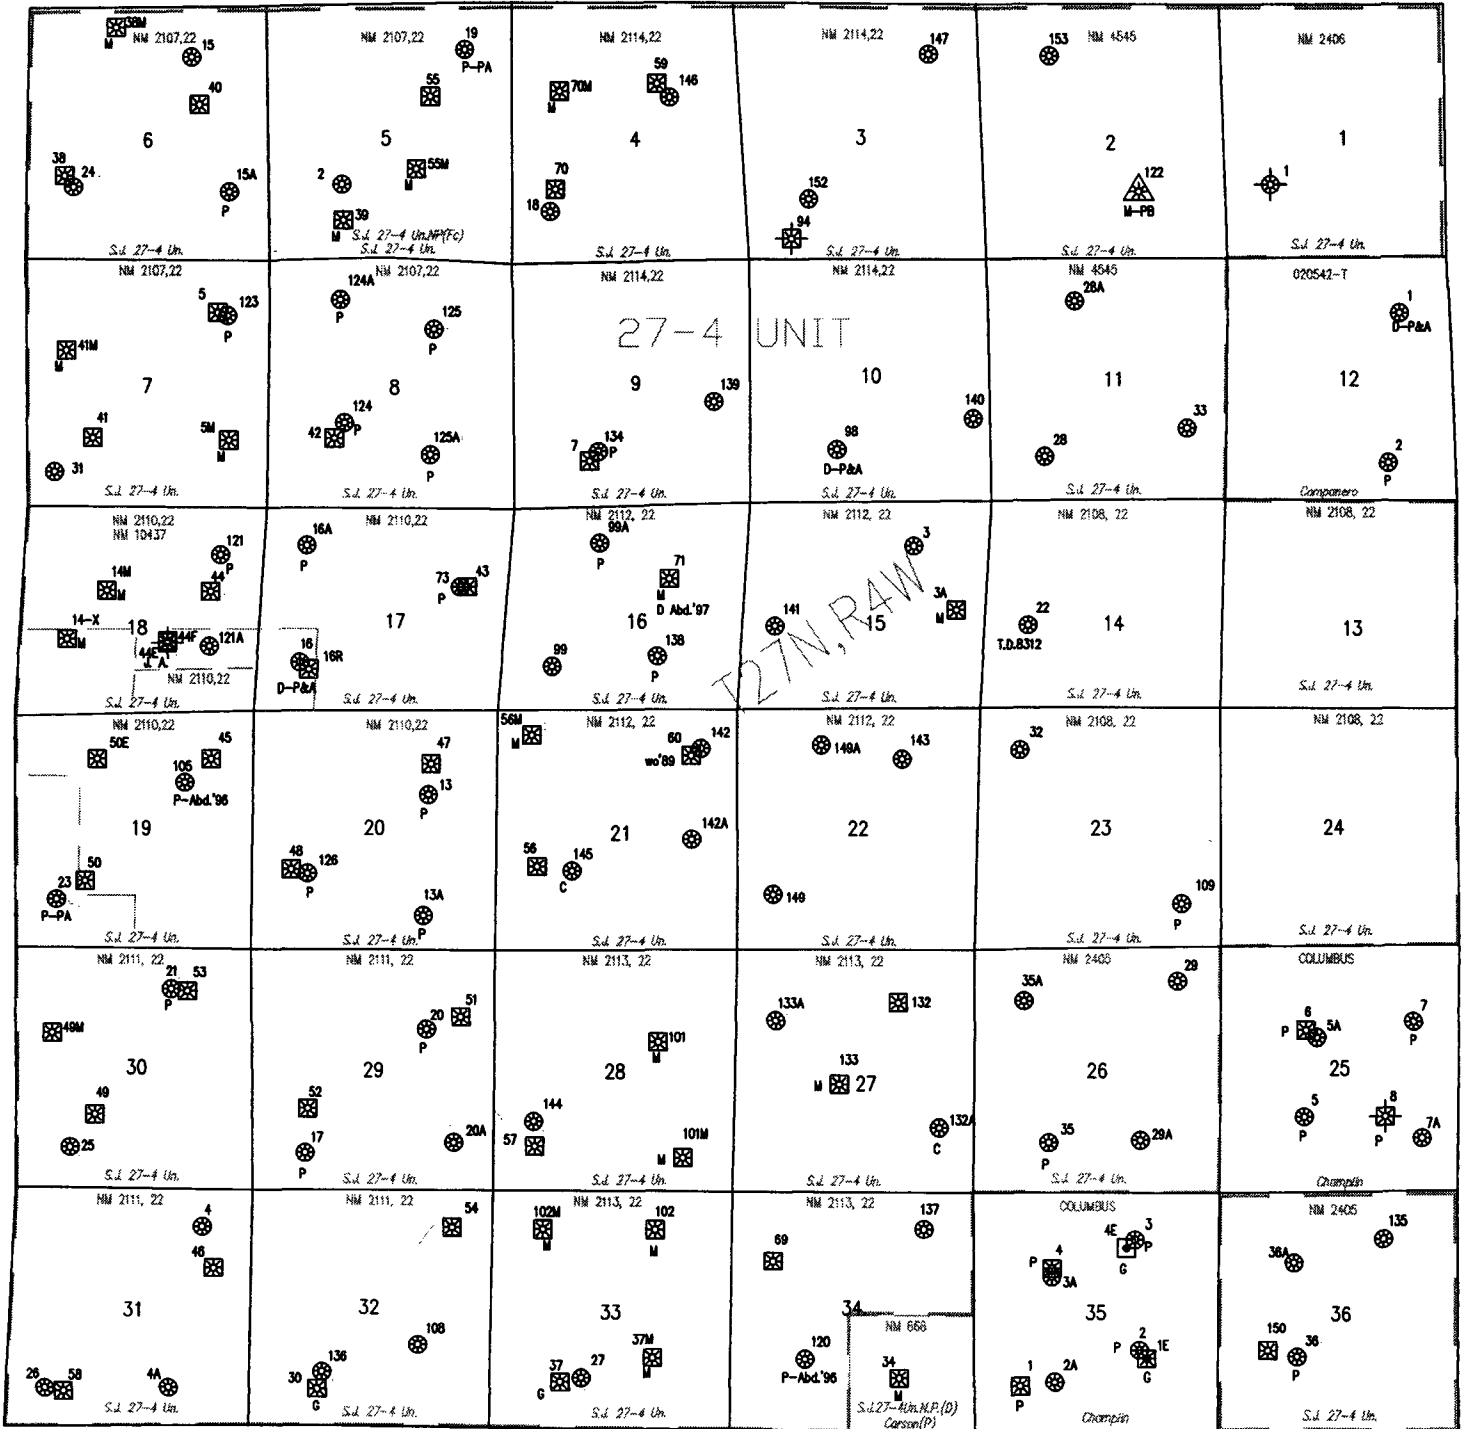 38M
M
NM 2107,22
15
40
6
38
24
15A
P
S.J. 27-4 Un.
NM 2107,22
19
P-PA
55
5
55M
M
2
39
M
S.J. 27-4 Un.NP(Fc)
S.J. 27-4 Un.
NM 2114,22
59
146
70M
M
4
70
18
S.J. 27-4 Un.
NM 2114,22
147
3
152
94
S.J. 27-4 Un.
153
NM 4545
2
122
M-PB
S.J. 27-4 Un.
NM 2406
1
1
S.J. 27-4 Un.
NM 2107,22
5
123
P
41M
M
7
41
5M
M
31
S.J. 27-4 Un.
NM 2107,22
124A
P
125
P
8
124
P
42
125A
P
S.J. 27-4 Un.
NM 2114,22
27-4 UNIT
9
139
7
134
P
S.J. 27-4 Un.
NM 2114,22
10
140
98
D-P&A
S.J. 27-4 Un.
NM 4545
28A
11
33
28
S.J. 27-4 Un.
020542-T
1
D-P&A
12
2
P
Companero
NM 2110,22
NM 10437
121
P
14M
M
44
14-X
M
18
44F
44E
J. A.
121A
NM 2110,22
S.J. 27-4 Un.
NM 2110,22
16A
P
73
P
43
17
16
16R
D-P&A
S.J. 27-4 Un.
NM 2112, 22
99A
P
71
M
D Abd.'97
16
138
P
99
S.J. 27-4 Un.
NM 2112, 22
3
3A
M
141
15
T27N,R4W
S.J. 27-4 Un.
NM 2108, 22
22
T.D.8312
14
S.J. 27-4 Un.
NM 2108, 22
13
S.J. 27-4 Un.
NM 2110,22
50E
45
105
P-Abd.'96
19
50
23
P-PA
S.J. 27-4 Un.
NM 2110,22
47
13
P
20
48
126
P
13A
P
S.J. 27-4 Un.
56M
M
NM 2112, 22
60
142
wo'89
21
142A
56
145
C
S.J. 27-4 Un.
NM 2112, 22
149A
143
22
149
S.J. 27-4 Un.
NM 2108, 22
32
23
109
P
S.J. 27-4 Un.
NM 2108, 22
24
S.J. 27-4 Un.
NM 2111, 22
21
P
53
49M
30
49
25
S.J. 27-4 Un.
NM 2111, 22
51
20
P
29
52
17
P
20A
S.J. 27-4 Un.
NM 2113, 22
101
M
28
144
57
101M
M
S.J. 27-4 Un.
NM 2113, 22
133A
132
133
M
27
132A
C
S.J. 27-4 Un.
NM 2405
29
35A
26
35
P
29A
S.J. 27-4 Un.
COLUMBUS
6
P
5A
7
P
25
5
P
8
P
7A
Champlin
NM 2111, 22
4
46
31
26
58
4A
S.J. 27-4 Un.
NM 2111, 22
54
32
108
136
30
G
S.J. 27-4 Un.
NM 2113, 22
102M
M
102
M
33
37M
M
37
G
27
S.J. 27-4 Un.
NM 2113, 22
137
69
34
NM 668
120
P-Abd.'96
34
M
S.J.27-4Un.N.P.(D)
Carson(P)
COLUMBUS
4E
G
3
P
4
P
3A
35
2
P
1E
G
1
P
2A
Champlin
NM 2405
135
36A
36
150
36
P
S.J. 27-4 Un.